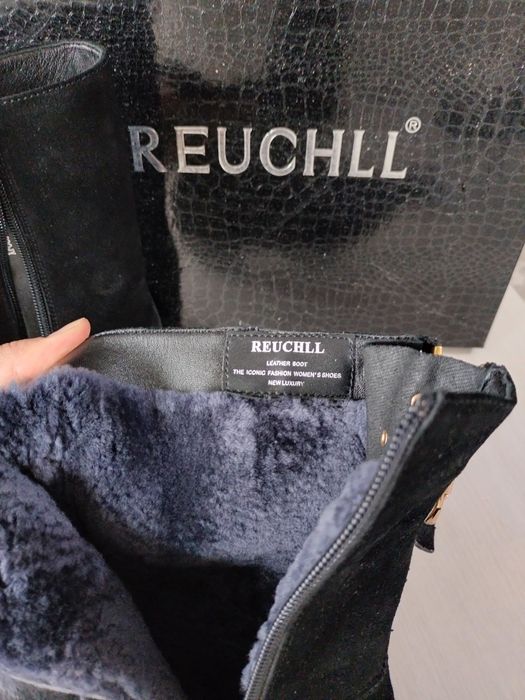 REUCHLL®
REUCHLL
LEATHER BOOT
THE ICONIC FASHION WOMEN'S SHOES
NEW LUXURY